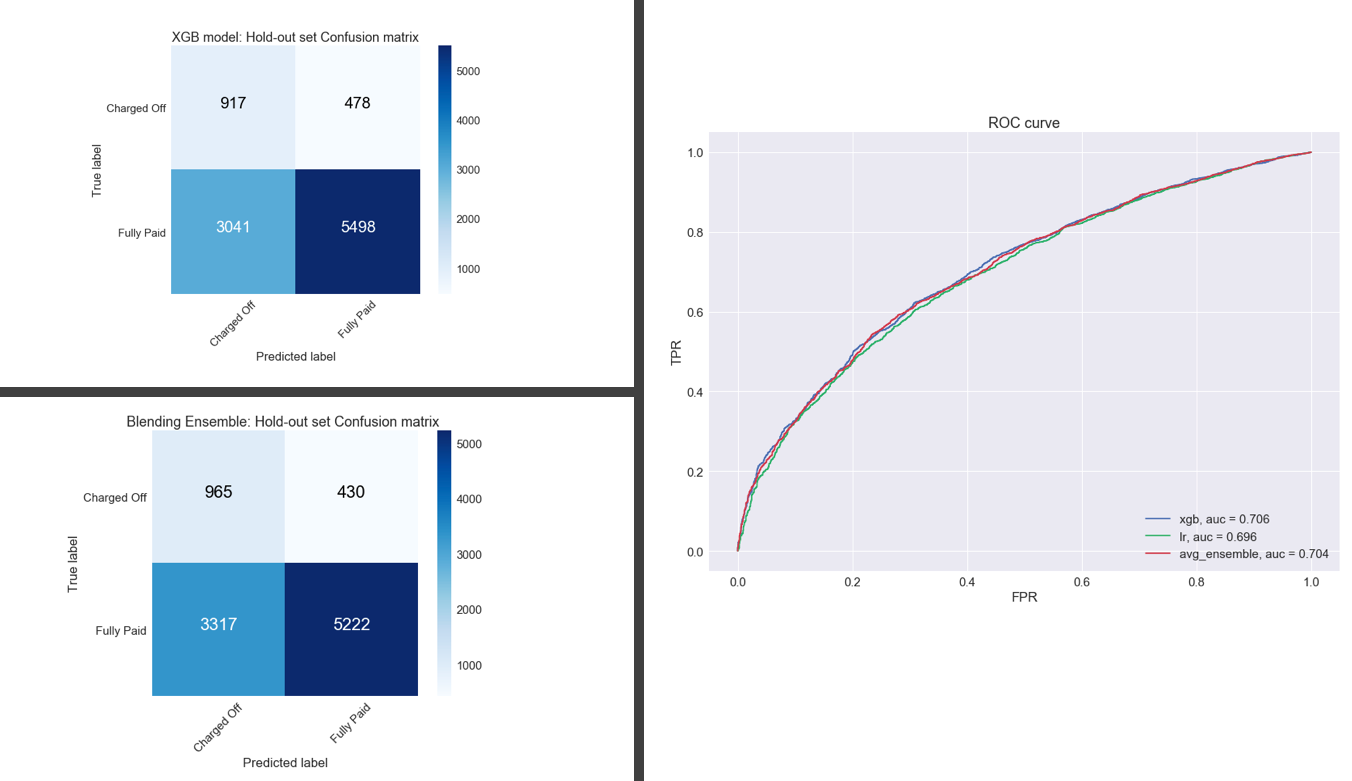 XGB model: Hold-out set Confusion matrix
Charged Off
917
478
Fully Paid
3041
5498
True label
Charged Off
Fully Paid
Predicted label
5000
4000
3000
2000
1000
Blending Ensemble: Hold-out set Confusion matrix
Charged Off
965
430
Fully Paid
3317
5222
True label
Charged Off
Fully Paid
Predicted label
5000
4000
3000
2000
1000
ROC curve
1.0
0.8
0.6
0.4
0.2
0.0
TPR
xgb, auc = 0.706
lr, auc = 0.696
avg_ensemble, auc = 0.704
0.0
0.2
0.4
0.6
0.8
1.0
FPR